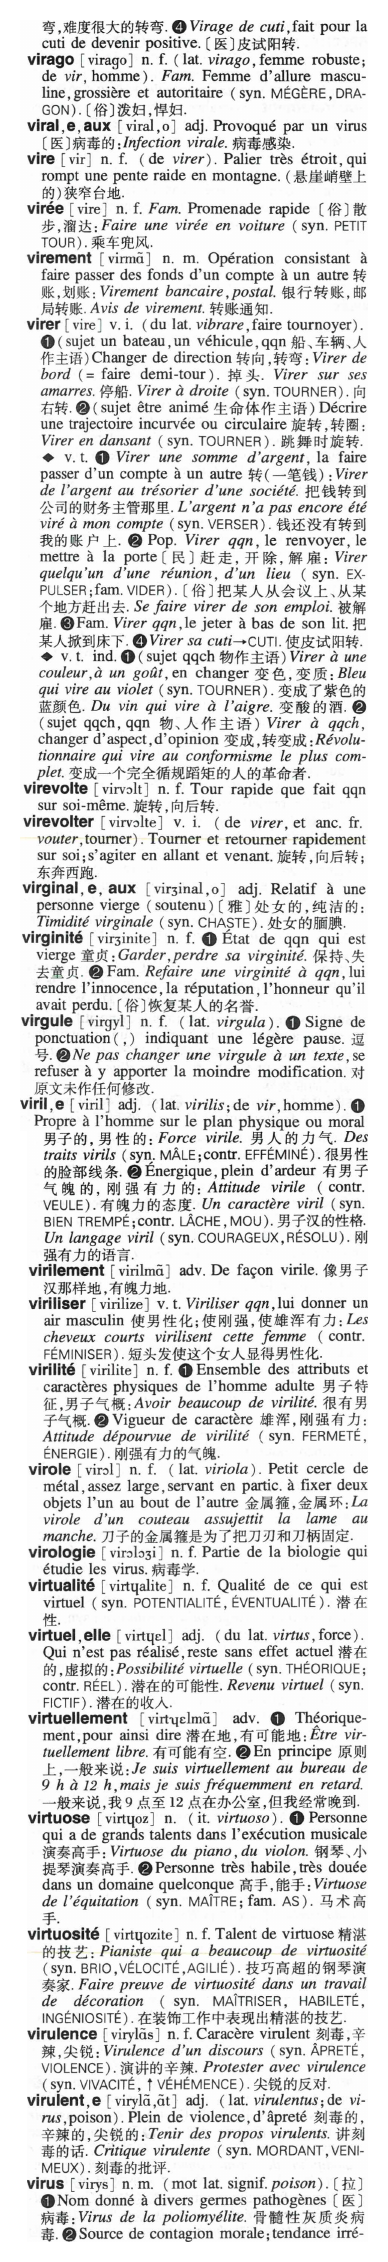 弯,难度很大的转弯. ❹ Virage de cuti,fait pour la
cuti de devenir positive. 〔医〕皮试阳转.
virago [virago] n. f. (lat. virago,femme robuste;
de vir, homme). Fam. Femme d'allure mascu-
line,grossière et autoritaire (syn. MÉGÈRE,DRA-
GON). 〔俗〕泼妇,悍妇.
viral,e,aux [viral,o] adj. Provoqué par un virus
〔医〕病毒的:Infection virale. 病毒感染.
vire [vir] n. f. (de virer). Palier très étroit,qui
rompt une pente raide en montagne. (悬崖峭壁上
的)狭窄台地.
virée [vire] n. f. Fam. Promenade rapide 〔俗〕散
步,溜达:Faire une virée en voiture (syn. PETIT
TOUR). 乘车兜风.
virement [virmɑ̃] n. m. Opération consistant à
faire passer des fonds d'un compte à un autre 转
账,划账:Virement bancaire,postal. 银行转账,邮
局转账. Avis de virement. 转账通知.
virer [vire] v. i. (du lat. vibrare,faire tournoyer).
❶(sujet un bateau,un véhicule,qqn 船、车辆、人
作主语)Changer de direction 转向,转弯:Virer de
bord (= faire demi-tour). 掉头. Virer sur ses
amarres. 停船. Virer à droite (syn. TOURNER).向
右转. ❷(sujet être animé 生命体作主语) Décrire
une trajectoire incurvée ou circulaire 旋转,转圈:
Virer en dansant (syn. TOURNER). 跳舞时旋转.
◆ v. t. ❶ Virer une somme d'argent, la faire
passer d'un compte à un autre 转(一笔钱):Virer
de l'argent au trésorier d'une société. 把钱转到
公司的财务主管那里. L'argent n'a pas encore été
viré à mon compte (syn. VERSER). 钱还没有转到
我的账户上. ❷ Pop. Virer qqn, le renvoyer, le
mettre à la porte〔民〕赶走,开除,解雇: Virer
quelqu'un d'une réunion, d'un lieu ( syn. EX-
PULSER;fam. VIDER).〔俗〕把某人从会议上、从某
个地方赶出去. Se faire virer de son emploi. 被解
雇. ❸Fam. Virer qqn,le jeter à bas de son lit. 把
某人掀到床下. ❹Virer sa cuti→CUTI. 使皮试阳转.
◆ v. t. ind. ❶(sujet qqch 物作主语) Virer à une
couleur,à un goût,en changer 变色,变质:Bleu
qui vire au violet (syn. TOURNER). 变成了紫色的
蓝颜色. Du vin qui vire à l'aigre. 变酸的酒. ❷
(sujet qqch, qqn 物、人作主语) Virer à qqch,
changer d'aspect,d'opinion 变成,转变成:Révolu-
tionnaire qui vire au conformisme le plus com-
plet. 变成一个完全循规蹈矩的人的革命者.
virevolte [virvɔlt] n. f. Tour rapide que fait qqn
sur soi-même. 旋转,向后转.
virevolter [virvɔlte] v. i. (de virer, et anc. fr.
vouter,tourner). Tourner et retourner rapidement
sur soi;s'agiter en allant et venant. 旋转,向后转;
东奔西跑.
virginal,e,aux [virʒinal,o] adj. Relatif à une
personne vierge (soutenu)〔雅〕处女的,纯洁的:
Timidité virginale (syn. CHASTE). 处女的腼腆.
virginité [virʒinite] n. f. ❶ État de qqn qui est
vierge 童贞:Garder,perdre sa virginité. 保持、失
去童贞. ❷ Fam. Refaire une virginité à qqn,lui
rendre l'innocence,la réputation,l'honneur qu'il
avait perdu.〔俗〕恢复某人的名誉.
virgule [virgyl] n. f. (lat. virgula). ❶ Signe de
ponctuation(,) indiquant une légère pause. 逗
号. ❷Ne pas changer une virgule à un texte,se
refuser à y apporter la moindre modification. 对
原文未作任何修改.
viril,e [viril] adj. (lat. virilis;de vir,homme). ❶
Propre à l'homme sur le plan physique ou moral
男子的,男性的: Force virile. 男人的力气. Des
traits virils (syn. MÂLE;contr. EFFÉMINÉ). 很男性
的脸部线条. ❷Énergique,plein d'ardeur 有男子
气魄的,刚强有力的: Attitude virile ( contr.
VEULE). 有魄力的态度. Un caractère viril (syn.
BIEN TREMPÉ;contr. LÂCHE,MOU). 男子汉的性格.
Un langage viril (syn. COURAGEUX,RÉSOLU). 刚
强有力的语言.
virilement [virilmɑ̃] adv. De façon virile. 像男子
汉那样地,有魄力地.
viriliser [virilize] v. t. Viriliser qqn,lui donner un
air masculin 使男性化;使刚强,使雄浑有力:Les
cheveux courts virilisent cette femme ( contr.
FÉMINISER). 短头发使这个女人显得男性化.
virilité [virilite] n. f. ❶ Ensemble des attributs et
caractères physiques de l'homme adulte 男子特
征,男子气概:Avoir beaucoup de virilité. 很有男
子气概. ❷ Vigueur de caractère 雄浑,刚强有力:
Attitude dépourvue de virilité ( syn. FERMETÉ,
ÉNERGIE). 刚强有力的气魄.
virole [virɔl] n. f. (lat. viriola). Petit cercle de
métal,assez large,servant en partic. à fixer deux
objets l'un au bout de l'autre 金属箍,金属环:La
virole d'un couteau assujettit la lame au
manche. 刀子的金属箍是为了把刀刃和刀柄固定.
virologie [virɔlɔʒi] n. f. Partie de la biologie qui
étudie les virus. 病毒学.
virtualité [virtɥalite] n. f. Qualité de ce qui est
virtuel (syn. POTENTIALITÉ,ÉVENTUALITÉ). 潜在
性.
virtuel,elle [virtɥɛl] adj. (du lat. virtus,force).
Qui n'est pas réalisé,reste sans effet actuel 潜在
的,虚拟的:Possibilité virtuelle (syn. THÉORIQUE;
contr. RÉEL). 潜在的可能性. Revenu virtuel (syn.
FICTIF). 潜在的收入.
virtuellement [virtɥɛlmɑ̃] adv. ❶ Théorique-
ment,pour ainsi dire 潜在地,有可能地:Être vir-
tuellement libre. 有可能有空. ❷En principe 原则
上,一般来说:Je suis virtuellement au bureau de
9 h à 12 h,mais je suis fréquemment en retard.
一般来说,我9点至12点在办公室,但我经常晚到.
virtuose [virtɥoz] n. (it. virtuoso). ❶ Personne
qui a de grands talents dans l'exécution musicale
演奏高手: Virtuose du piano,du violon. 钢琴、小
提琴演奏高手. ❷Personne très habile,très douée
dans un domaine quelconque 高手,能手:Virtuose
de l'équitation ( syn. MAÎTRE; fam. AS). 马术高
手.
virtuosité [virtɥozite] n. f. Talent de virtuose 精湛
的技艺: Pianiste qui a beaucoup de virtuosité
(syn. BRIO,VÉLOCITÉ,AGILIÉ). 技巧高超的钢琴演
奏家. Faire preuve de virtuosité dans un travail
de décoration ( syn. MAÎTRISER, HABILETÉ,
INGÉNIOSITÉ). 在装饰工作中表现出精湛的技艺.
virulence [virylɑ̃s] n. f. Caracère virulent 刻毒,辛
辣,尖锐:Virulence d'un discours (syn. ÂPRETÉ,
VIOLENCE). 演讲的辛辣. Protester avec virulence
(syn. VIVACITÉ, ↑ VÉHÉMENCE). 尖锐的反对.
virulent,e [virylɑ̃,ɑ̃t] adj. (lat. virulentus;de vi-
rus,poison). Plein de violence,d'âpreté 刻毒的,
辛辣的,尖锐的:Tenir des propos virulents. 讲刻
毒的话. Critique virulente (syn. MORDANT,VENI-
MEUX). 刻毒的批评.
virus [virys] n. m. (mot lat. signif. poison).〔拉〕
❶Nom donné à divers germes pathogènes〔医〕
病毒:Virus de la poliomyélite. 骨髓性灰质炎病
毒. ❷Source de contagion morale;tendance irré-